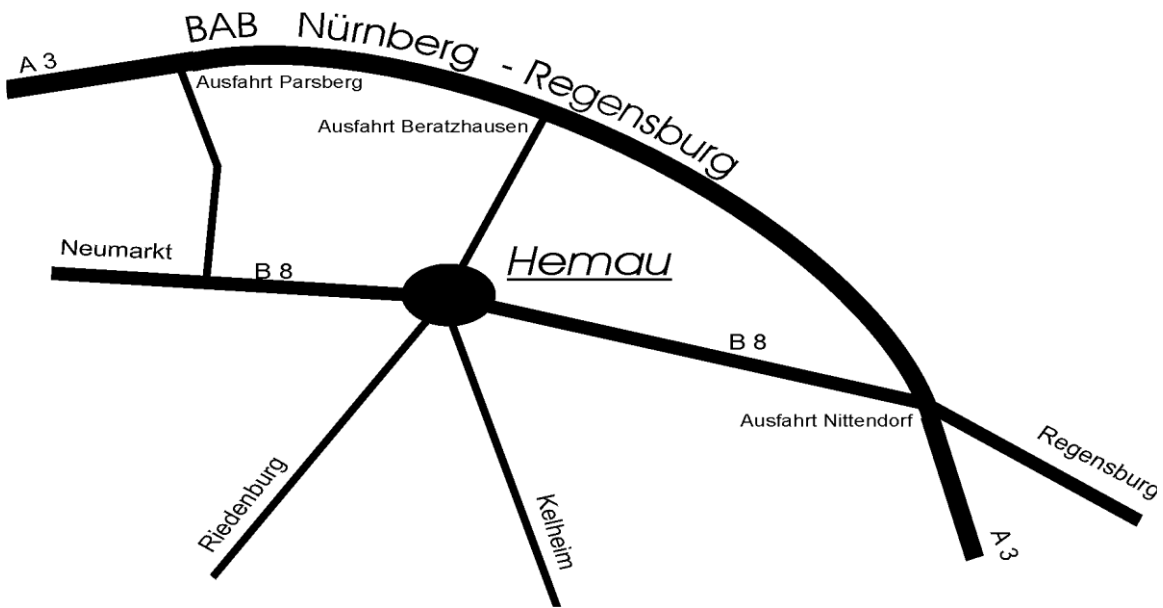 BAB Nürnberg - Regensburg
A 3
Ausfahrt Parsberg
Ausfahrt Beratzhausen
Neumarkt
B 8
Hemau
B 8
Ausfahrt Nittendorf
Regensburg
Riedenburg
Kelheim
A 3